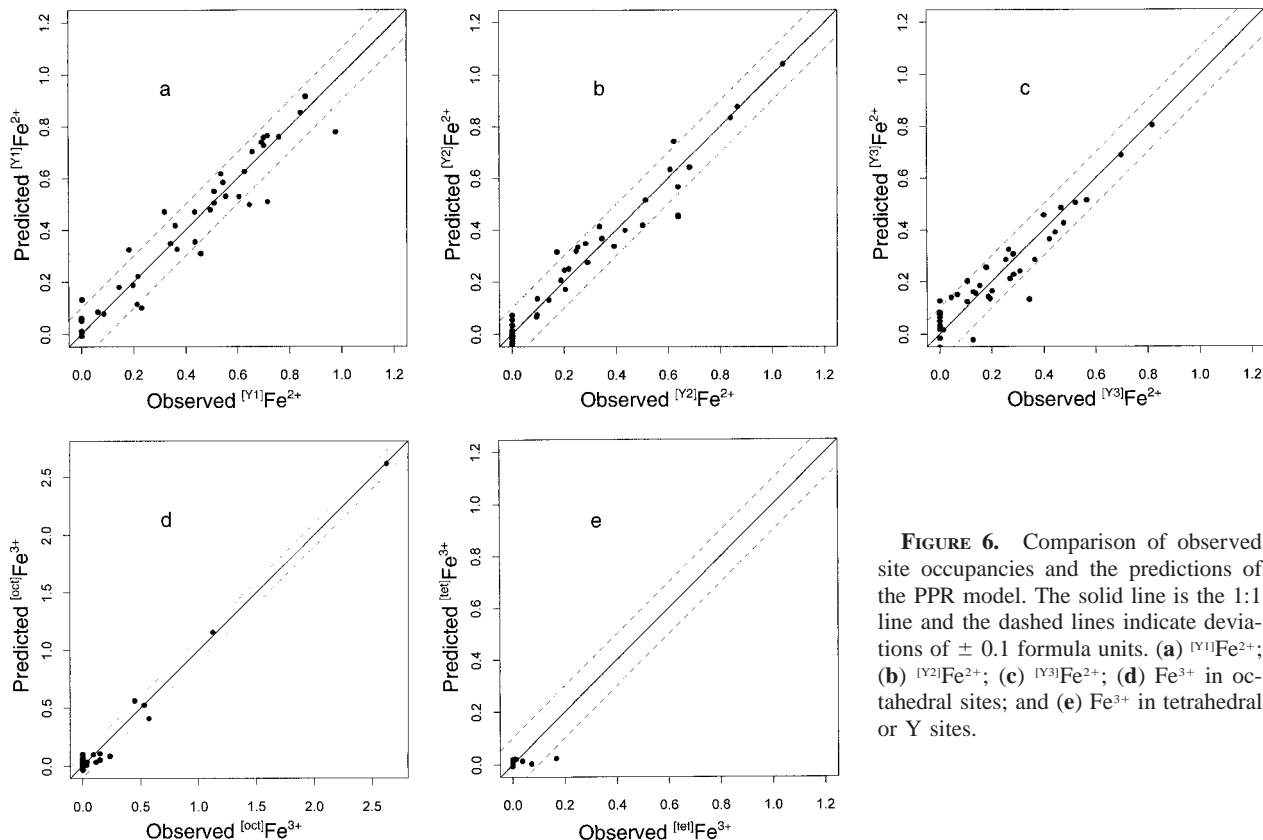 a
Predicted [Y1]Fe2+
0.0 0.2 0.4 0.6 0.8 1.0 1.2
0.0 0.2 0.4 0.6 0.8 1.0 1.2
Observed [Y1]Fe2+
b
Predicted [Y2]Fe2+
0.0 0.2 0.4 0.6 0.8 1.0 1.2
0.0 0.2 0.4 0.6 0.8 1.0 1.2
Observed [Y2]Fe2+
c
Predicted [Y3]Fe2+
0.0 0.2 0.4 0.6 0.8 1.0 1.2
0.0 0.2 0.4 0.6 0.8 1.0 1.2
Observed [Y3]Fe2+
d
Predicted [oct]Fe3+
0.0 0.5 1.0 1.5 2.0 2.5
0.0 0.5 1.0 1.5 2.0 2.5
Observed [oct]Fe3+
e
Predicted [tet]Fe3+
0.0 0.2 0.4 0.6 0.8 1.0 1.2
0.0 0.2 0.4 0.6 0.8 1.0 1.2
Observed [tet]Fe3+
FIGURE 6. Comparison of observed
site occupancies and the predictions of
the PPR model. The solid line is the 1:1
line and the dashed lines indicate devia-
tions of ± 0.1 formula units. (a) [Y1]Fe2+;
(b) [Y2]Fe2+; (c) [Y3]Fe2+; (d) Fe3+ in oc-
tahedral sites; and (e) Fe3+ in tetrahedral
or Y sites.